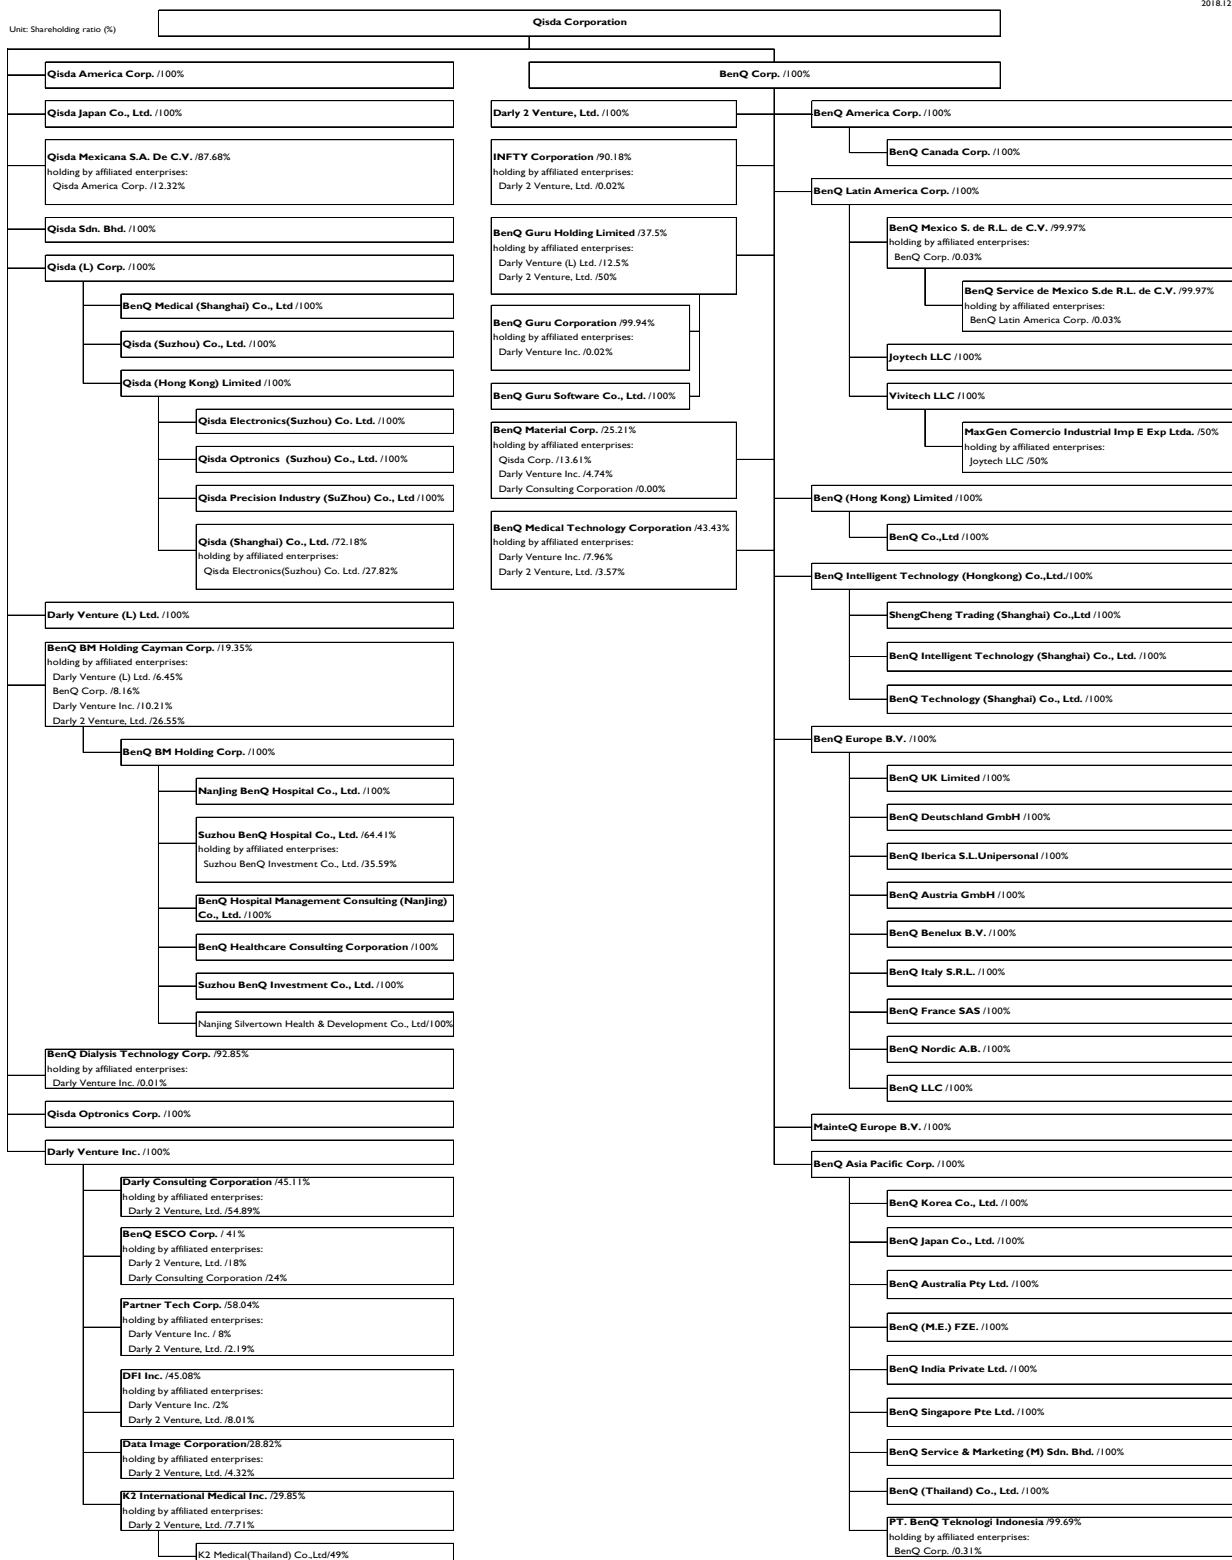 2018.12
Unit: Shareholding ratio (%)
Qisda Corporation
Qisda America Corp. /100%
Qisda Japan Co., Ltd. /100%
Qisda Mexicana S.A. De C.V. /87.68%
holding by affiliated enterprises:
Qisda America Corp. /12.32%
Qisda Sdn. Bhd. /100%
Qisda (L) Corp. /100%
BenQ Medical (Shanghai) Co., Ltd /100%
Qisda (Suzhou) Co., Ltd. /100%
Qisda (Hong Kong) Limited /100%
Qisda Electronics(Suzhou) Co. Ltd. /100%
Qisda Optronics (Suzhou) Co., Ltd. /100%
Qisda Precision Industry (SuZhou) Co., Ltd /100%
Qisda (Shanghai) Co., Ltd. /72.18%
holding by affiliated enterprises:
Qisda Electronics(Suzhou) Co. Ltd. /27.82%
Darly Venture (L) Ltd. /100%
BenQ BM Holding Cayman Corp. /19.35%
holding by affiliated enterprises:
Darly Venture (L) Ltd. /6.45%
BenQ Corp. /8.16%
Darly Venture Inc. /10.21%
Darly 2 Venture, Ltd. /26.55%
BenQ BM Holding Corp. /100%
NanJing BenQ Hospital Co., Ltd. /100%
Suzhou BenQ Hospital Co., Ltd. /64.41%
holding by affiliated enterprises:
Suzhou BenQ Investment Co., Ltd. /35.59%
BenQ Hospital Management Consulting (NanJing)
Co., Ltd. /100%
BenQ Healthcare Consulting Corporation /100%
Suzhou BenQ Investment Co., Ltd. /100%
Nanjing Silvertown Health & Development Co., Ltd/100%
BenQ Dialysis Technology Corp. /92.85%
holding by affiliated enterprises:
Darly Venture Inc. /0.01%
Qisda Optronics Corp. /100%
Darly Venture Inc. /100%
Darly Consulting Corporation /45.11%
holding by affiliated enterprises:
Darly 2 Venture, Ltd. /54.89%
BenQ ESCO Corp. / 41%
holding by affiliated enterprises:
Darly 2 Venture, Ltd. /18%
Darly Consulting Corporation /24%
Partner Tech Corp. /58.04%
holding by affiliated enterprises:
Darly Venture Inc. / 8%
Darly 2 Venture, Ltd. /2.19%
DFI Inc. /45.08%
holding by affiliated enterprises:
Darly Venture Inc. /2%
Darly 2 Venture, Ltd. /8.01%
Data Image Corporation/28.82%
holding by affiliated enterprises:
Darly 2 Venture, Ltd. /4.32%
K2 International Medical Inc. /29.85%
holding by affiliated enterprises:
Darly 2 Venture, Ltd. /7.71%
K2 Medical(Thailand) Co.,Ltd/49%
BenQ Corp. /100%
Darly 2 Venture, Ltd. /100%
INFTY Corporation /90.18%
holding by affiliated enterprises:
Darly 2 Venture, Ltd. /0.02%
BenQ Guru Holding Limited /37.5%
holding by affiliated enterprises:
Darly Venture (L) Ltd. /12.5%
Darly 2 Venture, Ltd. /50%
BenQ Guru Corporation /99.94%
holding by affiliated enterprises:
Darly Venture Inc. /0.02%
BenQ Guru Software Co., Ltd. /100%
BenQ Material Corp. /25.21%
holding by affiliated enterprises:
Qisda Corp. /13.61%
Darly Venture Inc. /4.74%
Darly Consulting Corporation /0.00%
BenQ Medical Technology Corporation /43.43%
holding by affiliated enterprises:
Darly Venture Inc. /7.96%
Darly 2 Venture, Ltd. /3.57%
BenQ America Corp. /100%
BenQ Canada Corp. /100%
BenQ Latin America Corp. /100%
BenQ Mexico S. de R.L. de C.V. /99.97%
holding by affiliated enterprises:
BenQ Corp. /0.03%
BenQ Service de Mexico S.de R.L. de C.V. /99.97%
holding by affiliated enterprises:
BenQ Latin America Corp. /0.03%
Joytech LLC /100%
Vivitech LLC /100%
MaxGen Comercio Industrial Imp E Exp Ltda. /50%
holding by affiliated enterprises:
Joytech LLC /50%
BenQ (Hong Kong) Limited /100%
BenQ Co.,Ltd /100%
BenQ Intelligent Technology (Hongkong) Co.,Ltd./100%
ShengCheng Trading (Shanghai) Co.,Ltd /100%
BenQ Intelligent Technology (Shanghai) Co., Ltd. /100%
BenQ Technology (Shanghai) Co., Ltd. /100%
BenQ Europe B.V. /100%
BenQ UK Limited /100%
BenQ Deutschland GmbH /100%
BenQ Iberica S.L.Unipersonal /100%
BenQ Austria GmbH /100%
BenQ Benelux B.V. /100%
BenQ Italy S.R.L. /100%
BenQ France SAS /100%
BenQ Nordic A.B. /100%
BenQ LLC /100%
MainteQ Europe B.V. /100%
BenQ Asia Pacific Corp. /100%
BenQ Korea Co., Ltd. /100%
BenQ Japan Co., Ltd. /100%
BenQ Australia Pty Ltd. /100%
BenQ (M.E.) FZE. /100%
BenQ India Private Ltd. /100%
BenQ Singapore Pte Ltd. /100%
BenQ Service & Marketing (M) Sdn. Bhd. /100%
BenQ (Thailand) Co., Ltd. /100%
PT. BenQ Teknologi Indonesia /99.69%
holding by affiliated enterprises:
BenQ Corp. /0.31%